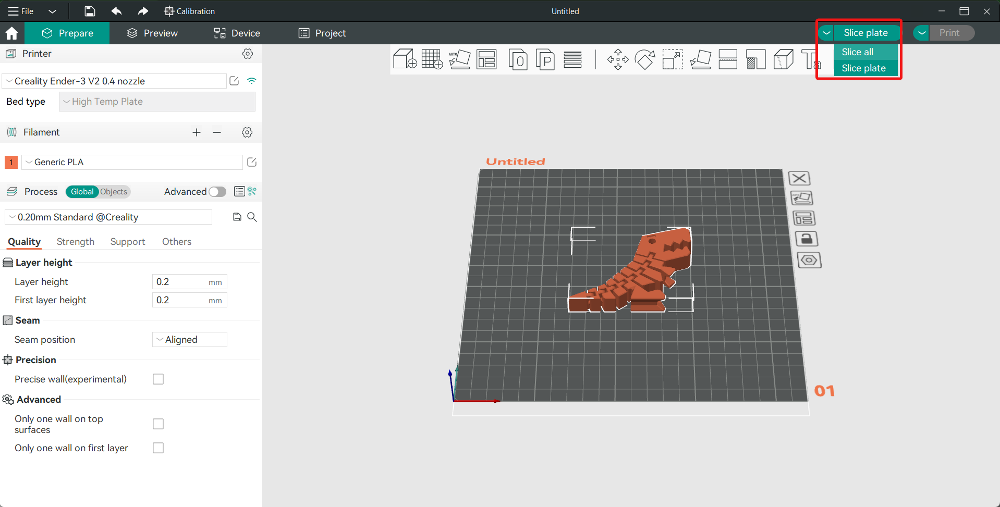 File
Calibration
Untitled
Prepare
Preview
Device
Project
Slice plate
Print
Slice all
Slice plate
Printer
Creality Ender-3 V2 0.4 nozzle
Bed type
High Temp Plate
Filament
1
Generic PLA
Process
Global
Objects
Advanced
0.20mm Standard @Creality
Quality
Strength
Support
Others
Layer height
Layer height
0.2 mm
First layer height
0.2 mm
Seam
Seam position
Aligned
Precision
Precise wall(experimental)
Advanced
Only one wall on top
surfaces
Only one wall on first layer
AUTO
O
P
Ta
Untitled
AUTO
01